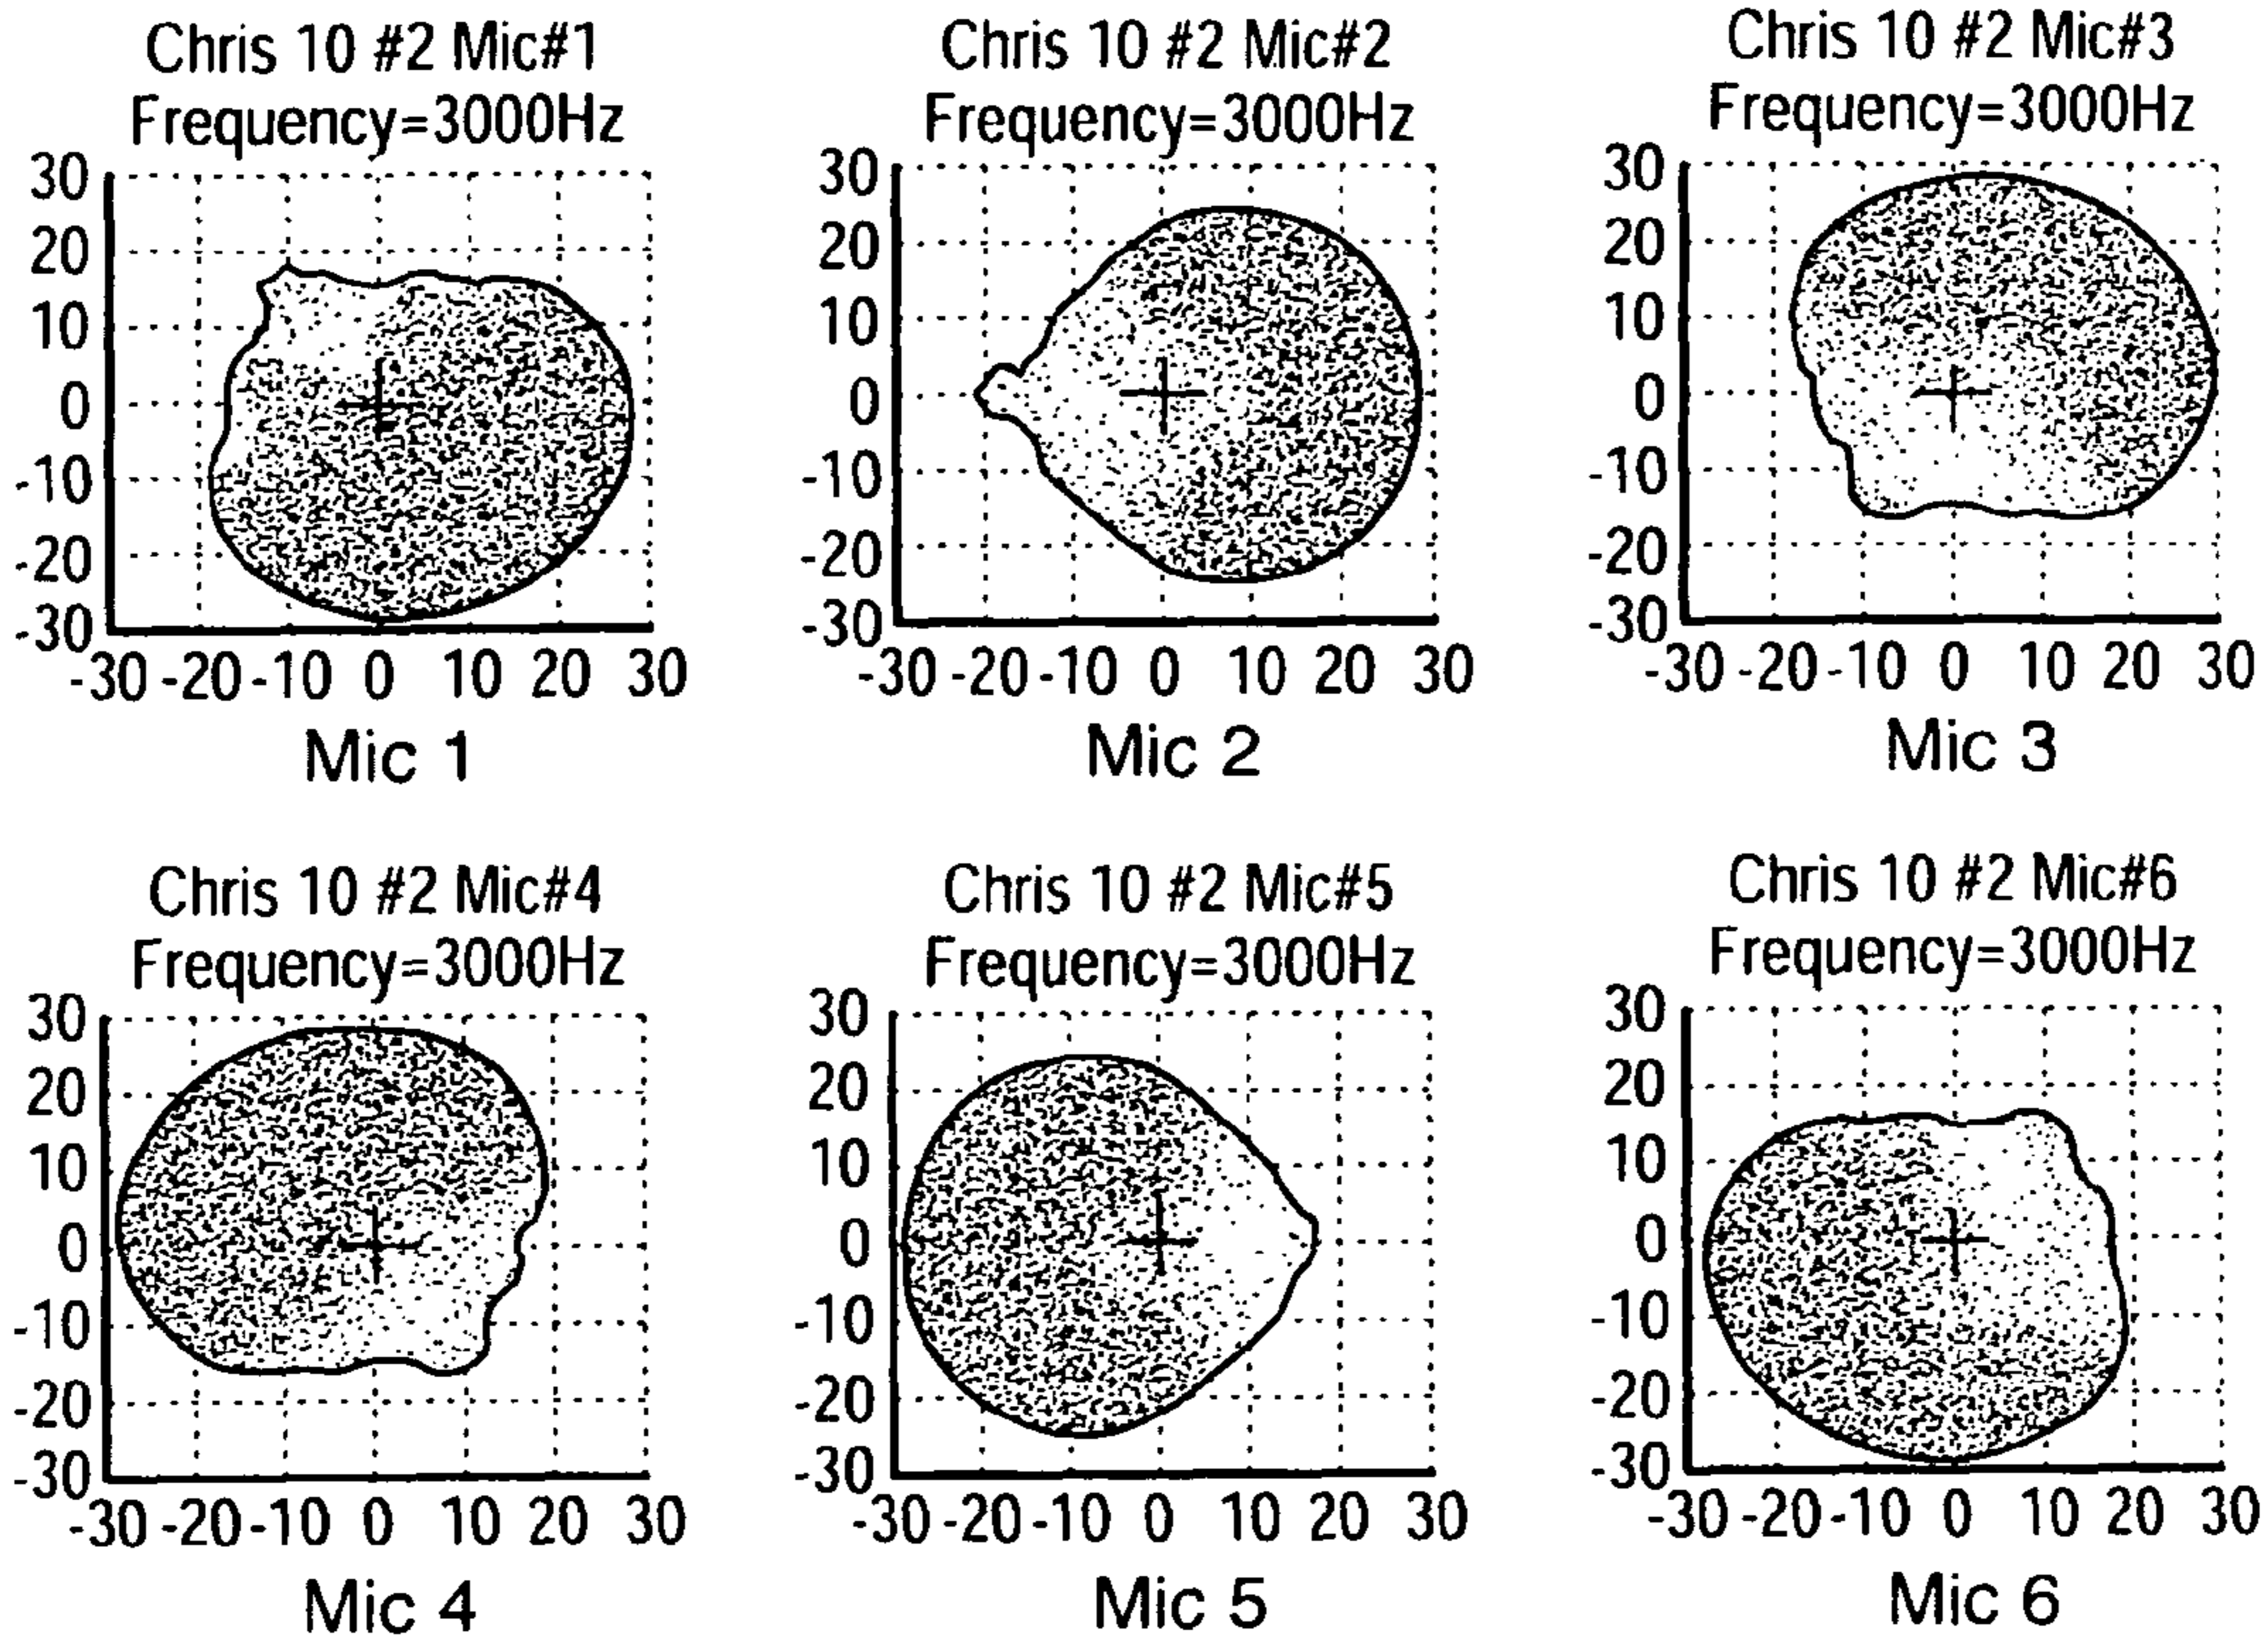 Chris 10 #2 Mic#1
Frequency=3000Hz
30
20
10
0
-10
-20
-30
-30 -20 -10 0 10 20 30
Mic 1
Chris 10 #2 Mic#2
Frequency=3000Hz
30
20
10
0
-10
-20
-30
-30 -20 -10 0 10 20 30
Mic 2
Chris 10 #2 Mic#3
Frequency=3000Hz
30
20
10
0
-10
-20
-30
-30 -20 -10 0 10 20 30
Mic 3
Chris 10 #2 Mic#4
Frequency=3000Hz
30
20
10
0
-10
-20
-30
-30 -20 -10 0 10 20 30
Mic 4
Chris 10 #2 Mic#5
Frequency=3000Hz
30
20
10
0
-10
-20
-30
-30 -20 -10 0 10 20 30
Mic 5
Chris 10 #2 Mic#6
Frequency=3000Hz
30
20
10
0
-10
-20
-30
-30 -20 -10 0 10 20 30
Mic 6